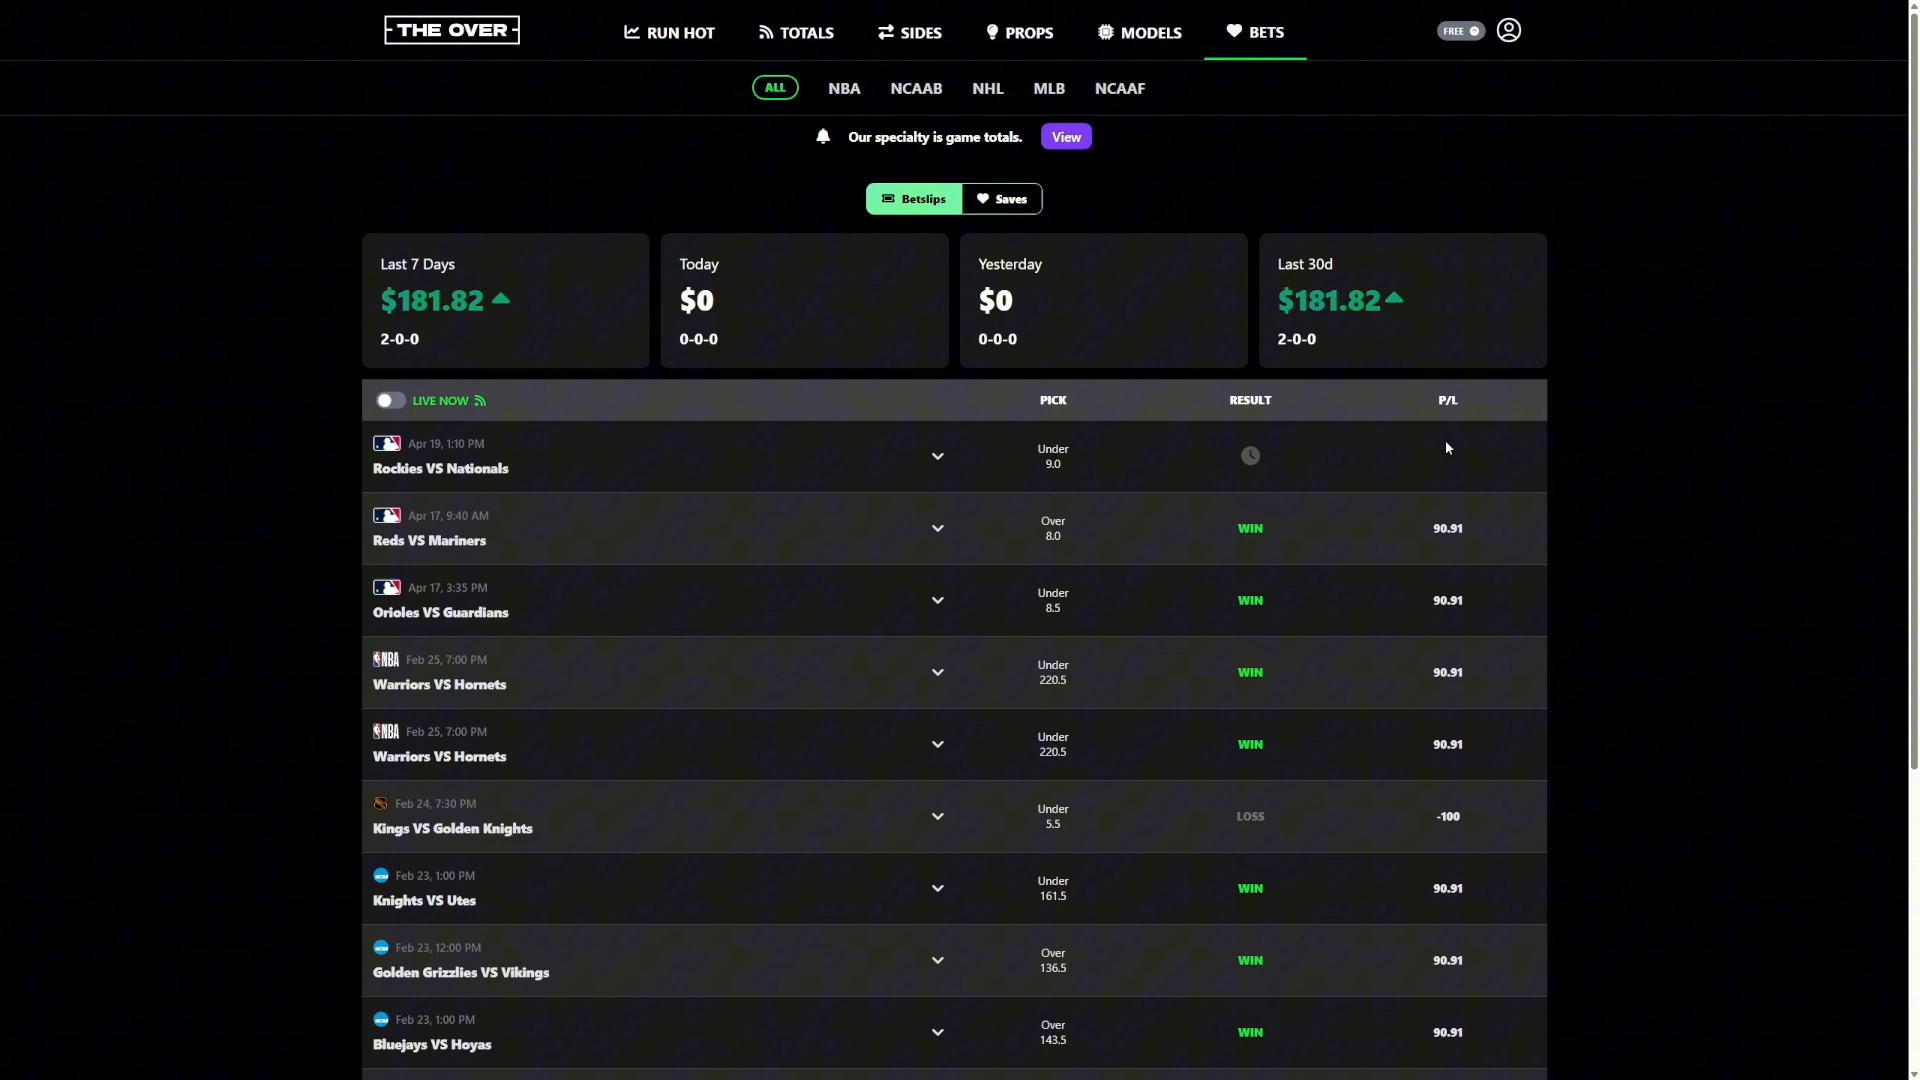 THE OVER
RUN HOT
TOTALS
SIDES
PROPS
MODELS
BETS
FREE
ALL
NBA
NCAAB
NHL
MLB
NCAAF
Our specialty is game totals.
View
Betslips
Saves
Last 7 Days
$181.82
2-0-0
Today
$0
0-0-0
Yesterday
$0
0-0-0
Last 30d
$181.82
2-0-0
LIVE NOW
PICK
RESULT
P/L
Apr 19, 1:10 PM
Rockies VS Nationals
Under
9.0
Apr 17, 9:40 AM
Reds VS Mariners
Over
8.0
WIN
90.91
Apr 17, 3:35 PM
Orioles VS Guardians
Under
8.5
WIN
90.91
NBA
Feb 25, 7:00 PM
Warriors VS Hornets
Under
220.5
WIN
90.91
NBA
Feb 25, 7:00 PM
Warriors VS Hornets
Under
220.5
WIN
90.91
Feb 24, 7:30 PM
Kings VS Golden Knights
Under
5.5
LOSS
-100
Feb 23, 1:00 PM
Knights VS Utes
Under
161.5
WIN
90.91
Feb 23, 12:00 PM
Golden Grizzlies VS Vikings
Over
136.5
WIN
90.91
Feb 23, 1:00 PM
Bluejays VS Hoyas
Over
143.5
WIN
90.91